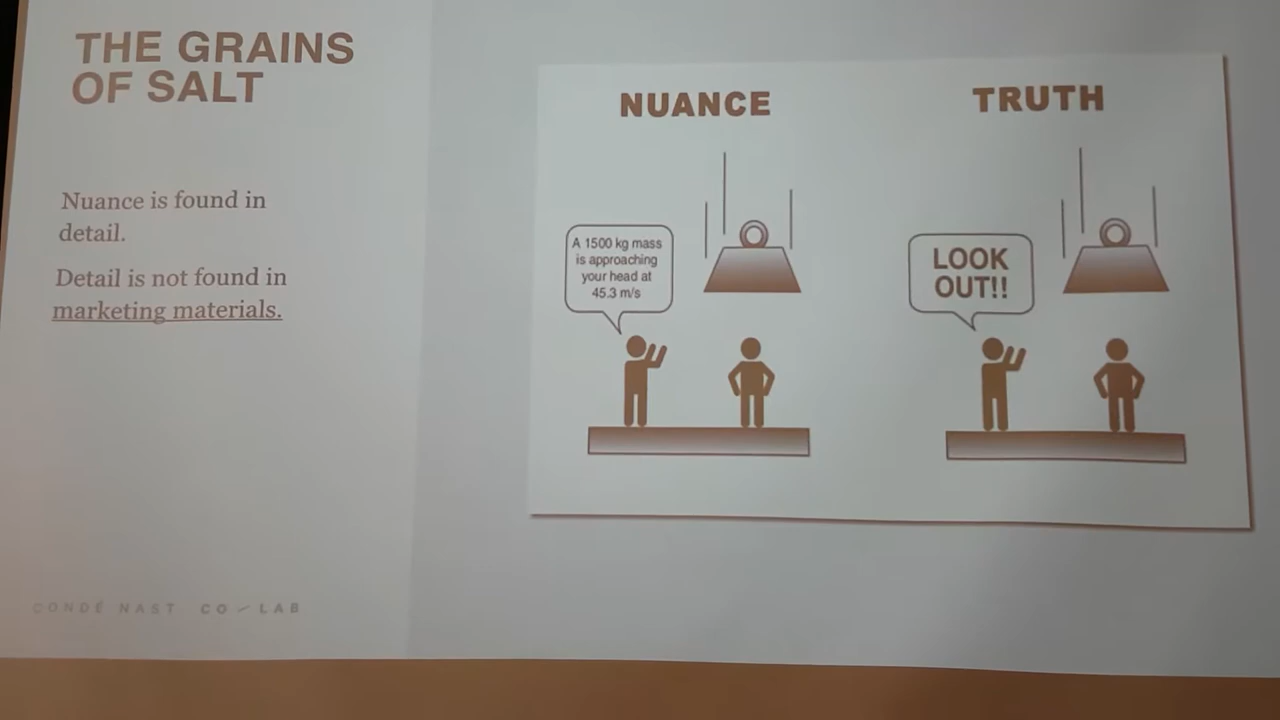 THE GRAINS
OF SALT
Nuance is found in
detail.
Detail is not found in
marketing materials.
CONDÉ NAST CO/LAB
NUANCE
A 1500 kg mass
is approaching
your head at
45.3 m/s
TRUTH
LOOK
OUT!!